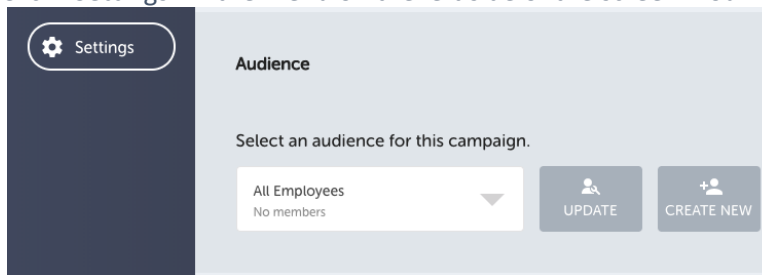 Settings
Audience
Select an audience for this campaign.
All Employees
No members
UPDATE
CREATE NEW